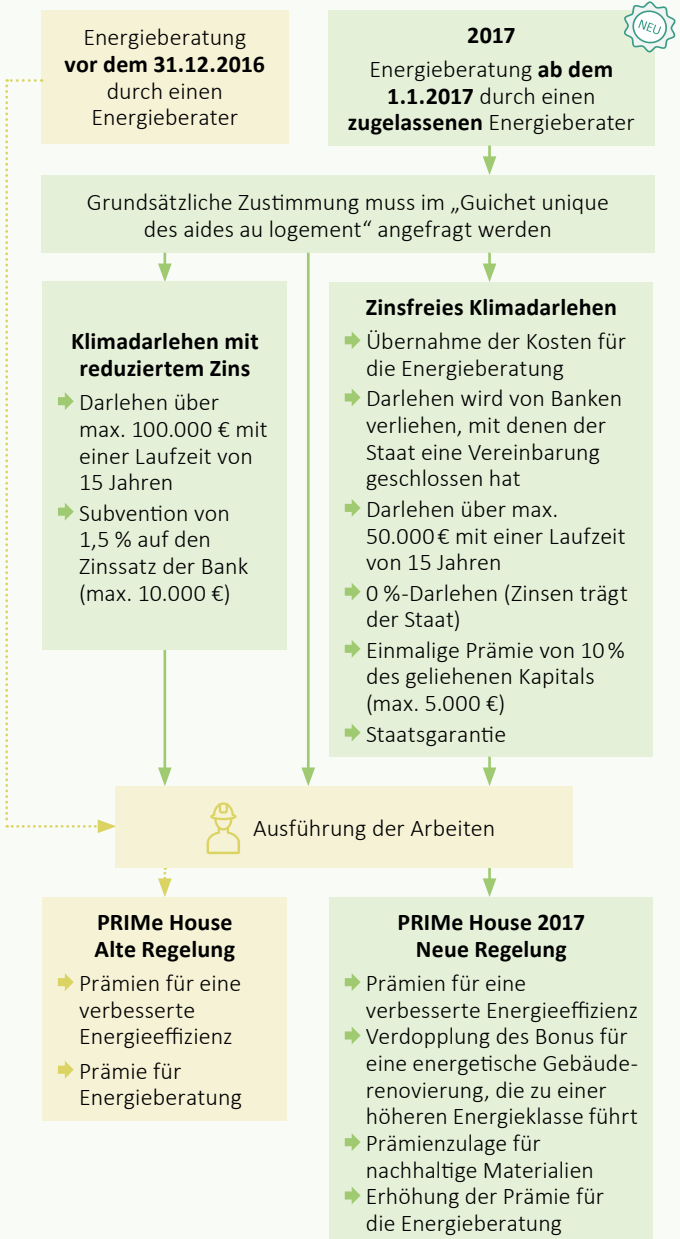 Energieberatung
vor dem 31.12.2016
durch einen
Energieberater
NEU
2017
Energieberatung ab dem
1.1.2017 durch einen
zugelassenen Energieberater
Grundsätzliche Zustimmung muss im „Guichet unique
des aides au logement“ angefragt werden
Klimadarlehen mit
reduziertem Zins
Darlehen über
max. 100.000 € mit
einer Laufzeit von
15 Jahren
Subvention von
1,5 % auf den
Zinssatz der Bank
(max. 10.000 €)
Zinsfreies Klimadarlehen
Übernahme der Kosten für
die Energieberatung
Darlehen wird von Banken
verliehen, mit denen der
Staat eine Vereinbarung
geschlossen hat
Darlehen über max.
50.000 € mit einer Laufzeit
von 15 Jahren
0 %-Darlehen (Zinsen trägt
der Staat)
Einmalige Prämie von 10 %
des geliehenen Kapitals
(max. 5.000 €)
Staatsgarantie
Ausführung der Arbeiten
PRIMe House
Alte Regelung
Prämien für eine
verbesserte
Energieeffizienz
Prämie für
Energieberatung
PRIMe House 2017
Neue Regelung
Prämien für eine
verbesserte Energieeffizienz
Verdopplung des Bonus für
eine energetische Gebäude-
renovierung, die zu einer
höheren Energieklasse führt
Prämienzulage für
nachhaltige Materialien
Erhöhung der Prämie für
die Energieberatung